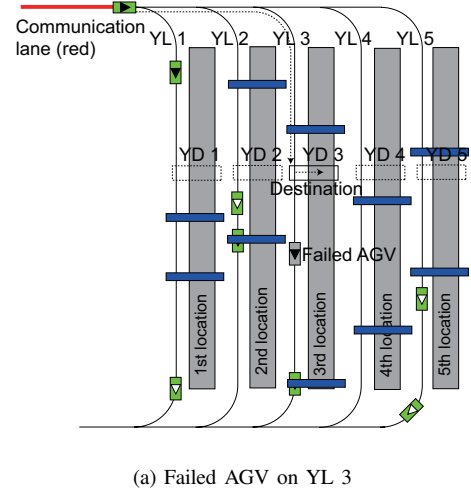 Communication
lane (red)
YL 1
YL 2
YL 3
YL 4
YL 5
YD 1
YD 2
YD 3
YD 4
YD 5
Destination
Failed AGV
1st location
2nd location
3rd location
4th location
5th location
(a) Failed AGV on YL 3